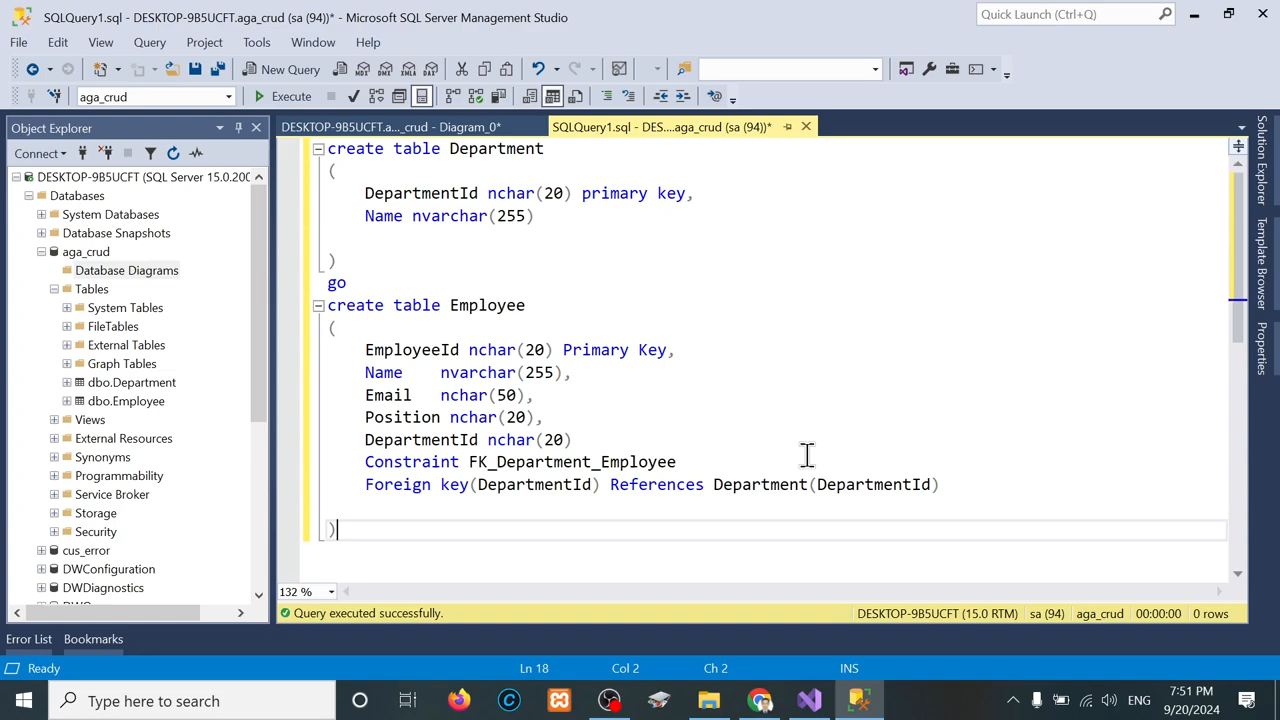 SQLQuery1.sql - DESKTOP-9B5UCFT.aga_crud (sa (94))* - Microsoft SQL Server Management Studio
Quick Launch (Ctrl+Q)
File Edit View Query Project Tools Window Help
New Query MDX DMX XMLA DAX
aga_crud Execute
Object Explorer
DESKTOP-9B5UCFT.a..._crud - Diagram_0*
SQLQuery1.sql - DES....aga_crud (sa (94))*
Connect
DESKTOP-9B5UCFT (SQL Server 15.0.200
Databases
System Databases
Database Snapshots
aga_crud
Database Diagrams
Tables
System Tables
FileTables
External Tables
Graph Tables
dbo.Department
dbo.Employee
Views
External Resources
Synonyms
Programmability
Service Broker
Storage
Security
cus_error
DWConfiguration
DWDiagnostics
create table Department
(
DepartmentId nchar(20) primary key,
Name nvarchar(255)
)
go
create table Employee
(
EmployeeId nchar(20) Primary Key,
Name nvarchar(255),
Email nchar(50),
Position nchar(20),
DepartmentId nchar(20)
Constraint FK_Department_Employee
Foreign key(DepartmentId) References Department(DepartmentId)
)
Solution Explorer
Template Browser
Properties
132 %
Query executed successfully.
DESKTOP-9B5UCFT (15.0 RTM) sa (94) aga_crud 00:00:00 0 rows
Error List Bookmarks
Ready Ln 18 Col 2 Ch 2 INS
Type here to search
ENG
7:51 PM
9/20/2024